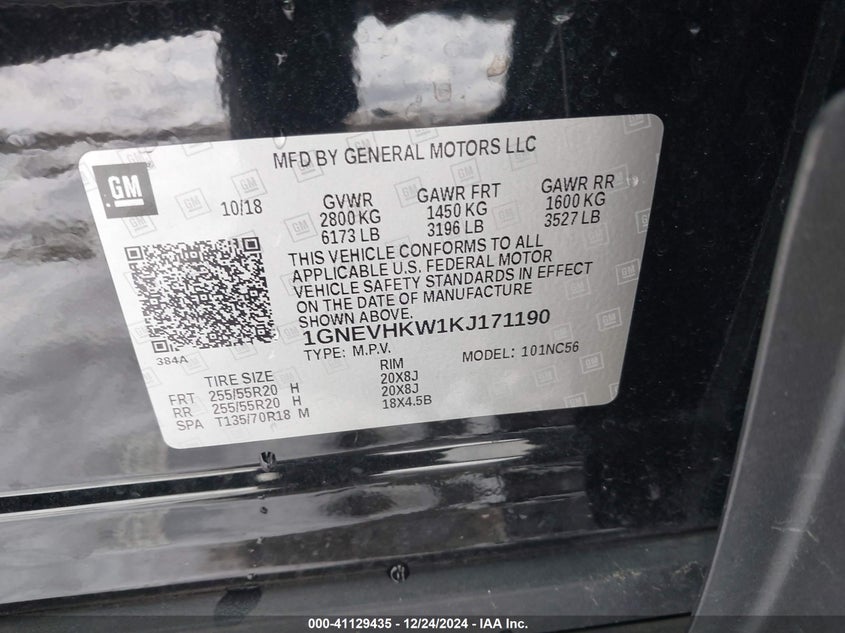 MFD BY GENERAL MOTORS LLC
GM
10/18
GVWR GAWR FRT GAWR RR
2800 KG 1450 KG 1600 KG
6173 LB 3196 LB 3527 LB
THIS VEHICLE CONFORMS TO ALL
APPLICABLE U.S. FEDERAL MOTOR
VEHICLE SAFETY STANDARDS IN EFFECT
ON THE DATE OF MANUFACTURE
SHOWN ABOVE.
1GNEVHKW1KJ171190
384A
TYPE: M.P.V. MODEL: 101NC56
TIRE SIZE RIM
FRT 255/55R20 H 20X8J
RR 255/55R20 H 20X8J
SPA T135/70R18 M 18X4.5B
000-41129435 - 12/24/2024 - IAA Inc.